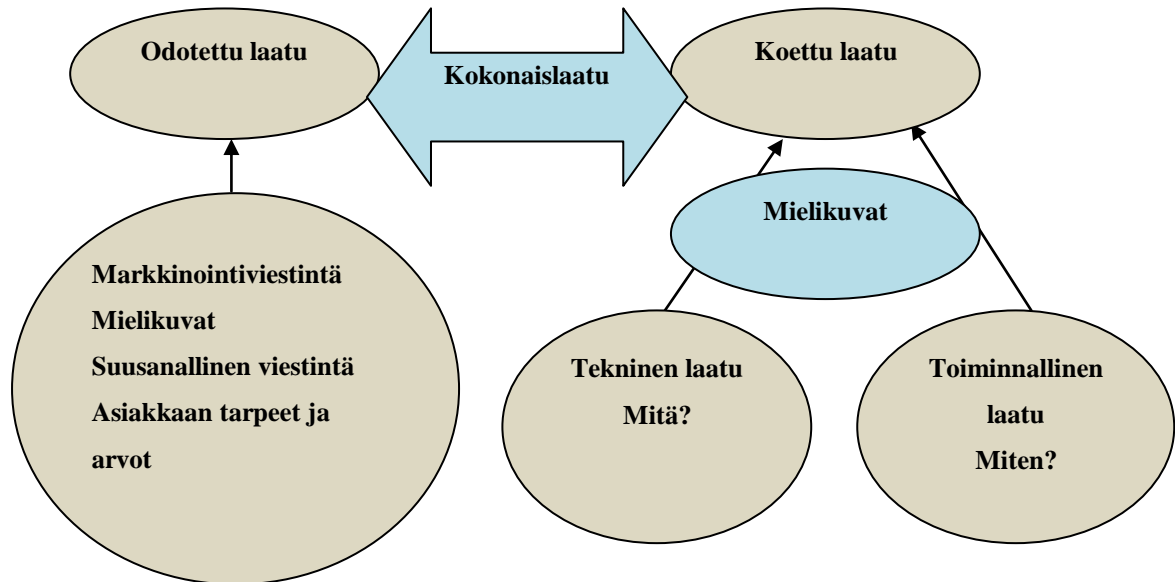 Odotettu laatu
Kokonaislaatu
Koettu laatu
Mielikuvat
Markkinointiviestintä
Mielikuvat
Suusanallinen viestintä
Asiakkaan tarpeet ja
arvot
Tekninen laatu
Mitä?
Toiminnallinen
laatu
Miten?